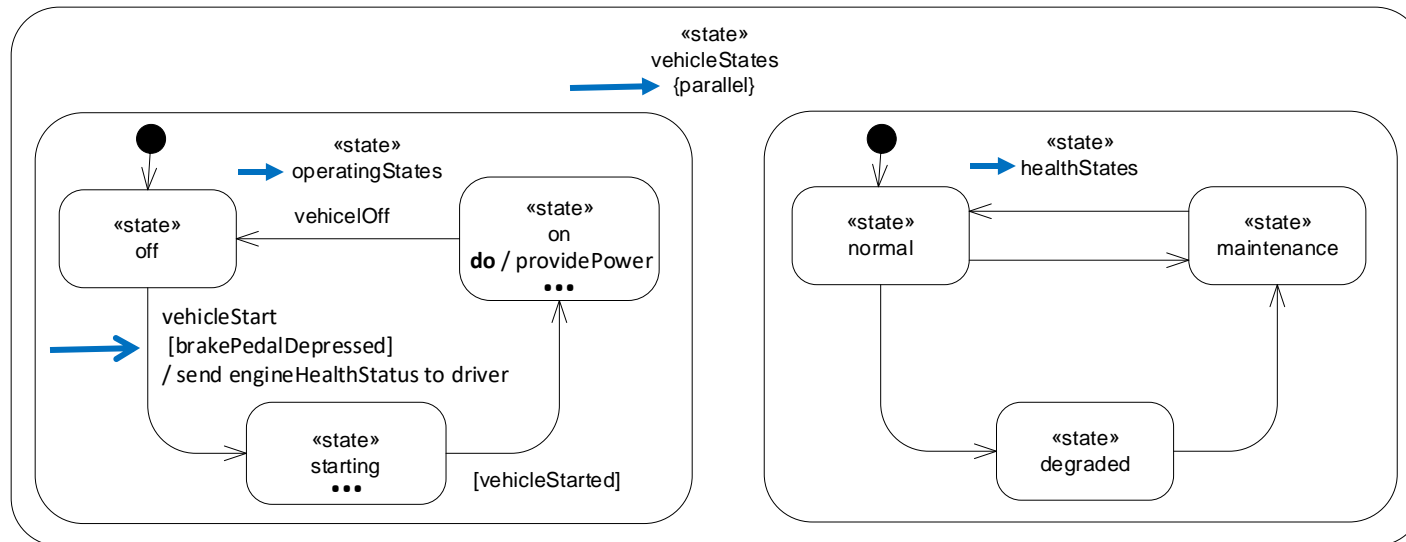 «state»
vehicleStates
{parallel}
«state»
operatingStates
«state»
off
vehicelOff
«state»
on
do / providePower
•••
vehicleStart
[brakePedalDepressed]
/ send engineHealthStatus to driver
«state»
starting
•••
[vehicleStarted]
«state»
healthStates
«state»
normal
«state»
maintenance
«state»
degraded